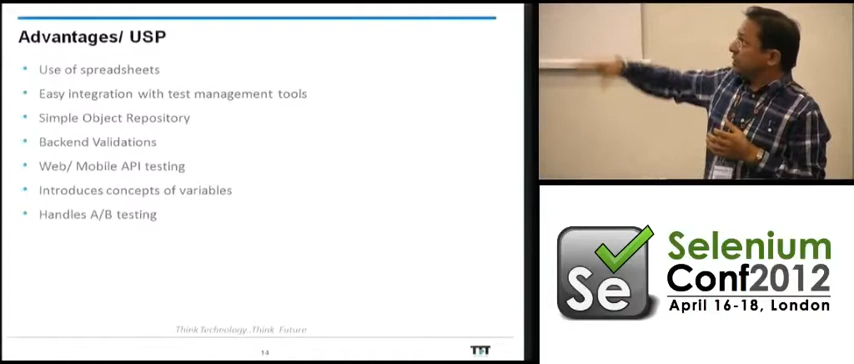 Advantages/ USP
• Use of spreadsheets
• Easy integration with test management tools
• Simple Object Repository
• Backend Validations
• Web/ Mobile API testing
• Introduces concepts of variables
• Handles A/B testing
Think Technology..Think Future
14
Se
Selenium
Conf2012
April 16-18, London